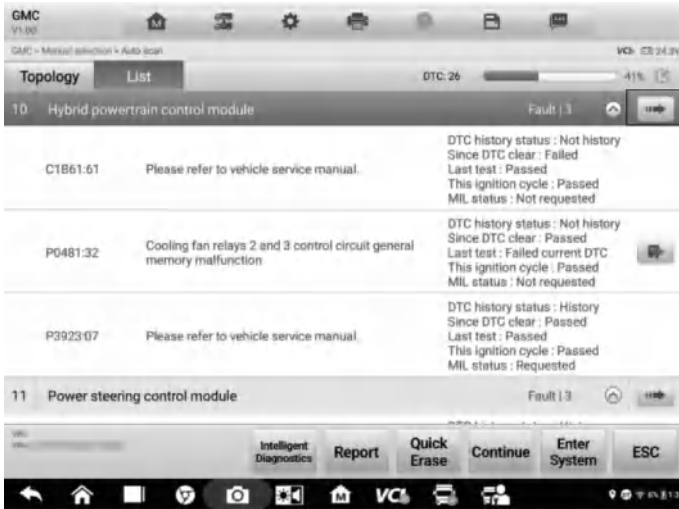 GMC
V1.00
GMC > Manual selection > Auto scan
VCI
Topology
List
DTC: 26
41%
10 Hybrid powertrain control module
Fault | 3
C1B61:61
Please refer to vehicle service manual.
DTC history status : Not history
Since DTC clear : Failed
Last test : Passed
This ignition cycle : Passed
MIL status : Not requested
P0481:32
Cooling fan relays 2 and 3 control circuit general
memory malfunction
DTC history status : Not history
Since DTC clear : Passed
Last test : Failed current DTC
This ignition cycle : Passed
MIL status : Not requested
P3923:07
Please refer to vehicle service manual.
DTC history status : History
Since DTC clear : Passed
Last test : Passed
This ignition cycle : Passed
MIL status : Requested
11 Power steering control module
Fault | 3
Intelligent
Diagnostics
Report
Quick
Erase
Continue
Enter
System
ESC
VCI